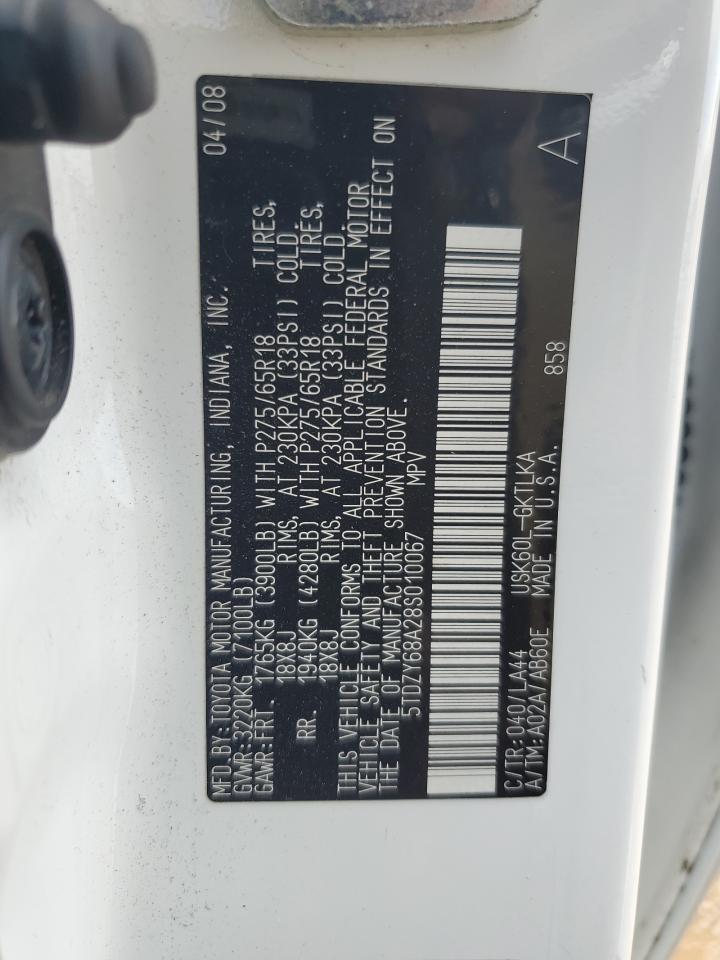 MFD.BY:TOYOTA MOTOR MANUFACTURING, INDIANA, INC. 04/08
GVWR:3220KG (7100LB)
GAWR:FRT. 1765KG (3900LB) WITH P275/65R18 TIRES,
18X8J RIMS, AT 230KPA (33PSI) COLD.
RR. 1940KG (4280LB) WITH P275/65R18 TIRES,
18X8J RIMS, AT 230KPA (33PSI) COLD.
THIS VEHICLE CONFORMS TO ALL APPLICABLE FEDERAL MOTOR
VEHICLE SAFETY AND THEFT PREVENTION STANDARDS IN EFFECT ON
THE DATE OF MANUFACTURE SHOWN ABOVE.
5TDZY68A28S010067 MPV
C/TR:040/LA44 USK60L-GKTLKA 858 A
A/TM:A02A/AB60E MADE IN U.S.A.